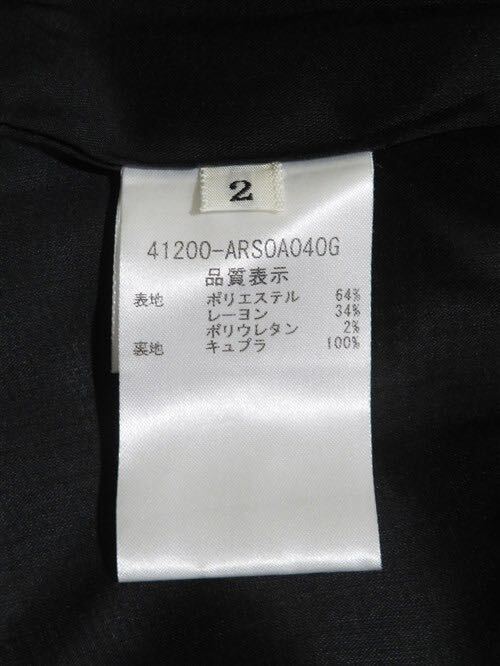 2
41200-ARS0A040G
品質表示
表地 ポリエステル 64%
レーヨン 34%
ポリウレタン 2%
裏地 キュプラ 100%